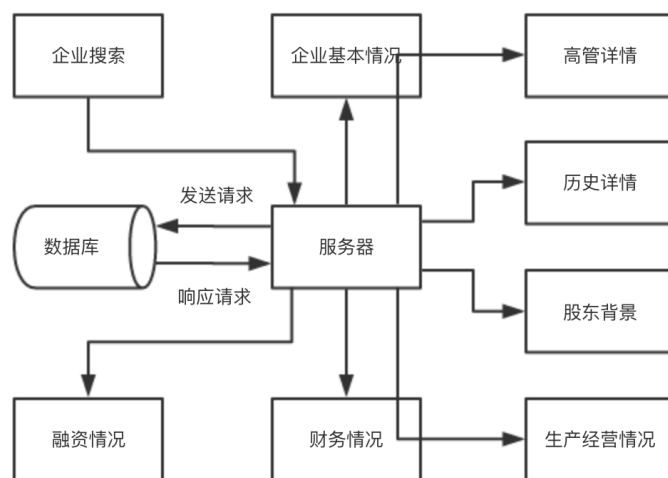 企业搜索
企业基本情况
高管详情
历史详情
发送请求
数据库
服务器
响应请求
股东背景
融资情况
财务情况
生产经营情况